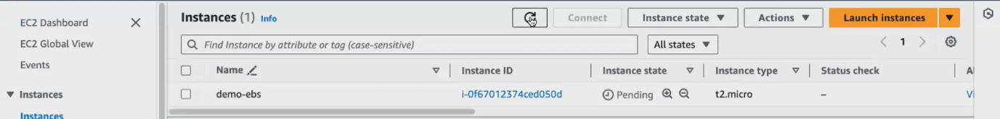 EC2 Dashboard
EC2 Global View
Events
Instances
Instances
Instances (1) Info
Connect
Instance state
Actions
Launch instances
Find Instance by attribute or tag (case-sensitive)
All states
1
Name Instance ID Instance state Instance type Status check
demo-ebs i-0f67012374ced050d Pending t2.micro –